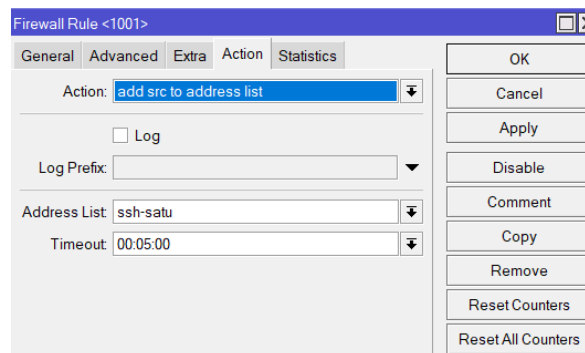 Firewall Rule <1001>
General Advanced Extra Action Statistics
Action: add src to address list
Log
Log Prefix:
Address List: ssh-satu
Timeout: 00:05:00
OK
Cancel
Apply
Disable
Comment
Copy
Remove
Reset Counters
Reset All Counters